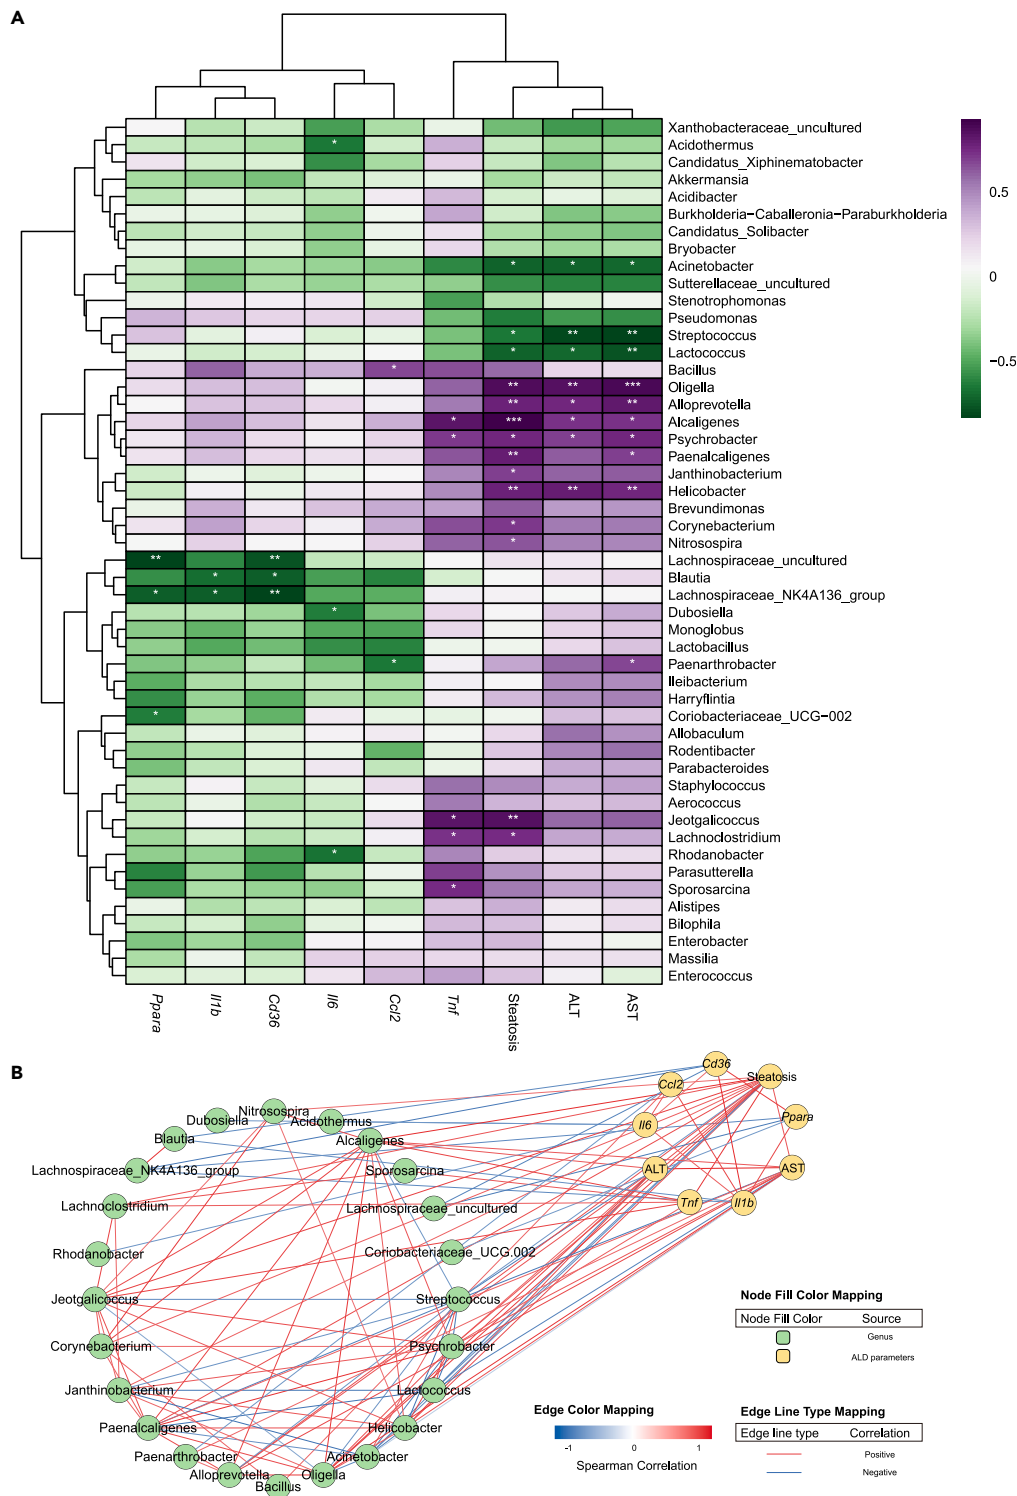 A
Xanthobacteraceae_uncultured
Acidothermus
*
Candidatus_Xiphinematobacter
Akkermansia
Acidibacter
Burkholderia−Caballeronia−Paraburkholderia
Candidatus_Solibacter
Bryobacter
* * * Acinetobacter
Sutterellaceae_uncultured
Stenotrophomonas
Pseudomonas
* ** ** Streptococcus
* * ** Lactococcus
* Bacillus
** ** *** Oligella
** * ** Alloprevotella
* *** * * Alcaligenes
* * * * Psychrobacter
** * Paenalcaligenes
* Janthinobacterium
** ** ** Helicobacter
Brevundimonas
* Corynebacterium
* Nitrosospira
** ** Lachnospiraceae_uncultured
* * Blautia
* * ** Lachnospiraceae_NK4A136_group
* Dubosiella
Monoglobus
Lactobacillus
* * Paenarthrobacter
Ileibacterium
Harryflintia
* Coriobacteriaceae_UCG−002
Allobaculum
Rodentibacter
Parabacteroides
Staphylococcus
Aerococcus
* ** Jeotgalicoccus
* * Lachnoclostridium
* Rhodanobacter
Parasutterella
* Sporosarcina
Alistipes
Bilophila
Enterobacter
Massilia
Enterococcus
Ppara
Il1b
Cd36
Il6
Ccl2
Tnf
Steatosis
ALT
AST
0.5
0
−0.5
B
Cd36
Steatosis
Ccl2
Ppara
Il6
ALT
AST
Tnf
Il1b
Nitrosospira
Dubosiella
Acidothermus
Blautia
Alcaligenes
Lachnospiraceae_NK4A136_group
Sporosarcina
Lachnoclostridium
Lachnospiraceae_uncultured
Rhodanobacter
Coriobacteriaceae_UCG.002
Jeotgalicoccus
Streptococcus
Corynebacterium
Psychrobacter
Janthinobacterium
Lactococcus
Paenalcaligenes
Helicobacter
Paenarthrobacter
Acinetobacter
Alloprevotella
Oligella
Bacillus
Node Fill Color Mapping
Node Fill Color Source
Genus
ALD parameters
Edge Color Mapping
-1 0 1
Spearman Correlation
Edge Line Type Mapping
Edge line type Correlation
Positive
Negative